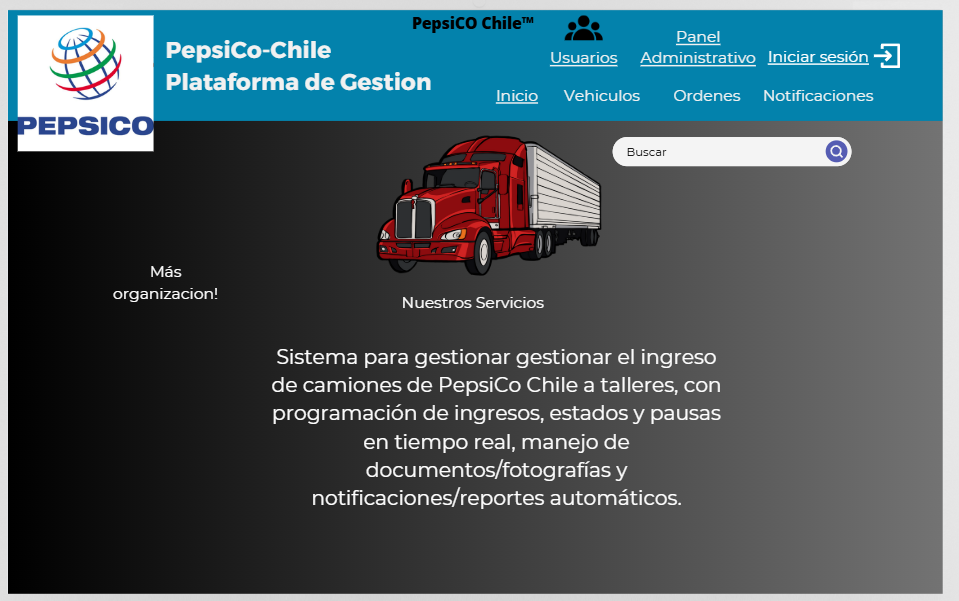 PepsiCO Chile™
PEPSICO
PepsiCo-Chile
Plataforma de Gestion
Usuarios
Panel
Administrativo
Iniciar sesión
Inicio
Vehiculos
Ordenes
Notificaciones
Buscar
Más
organizacion!
Nuestros Servicios
Sistema para gestionar gestionar el ingreso
de camiones de PepsiCo Chile a talleres, con
programación de ingresos, estados y pausas
en tiempo real, manejo de
documentos/fotografías y
notificaciones/reportes automáticos.